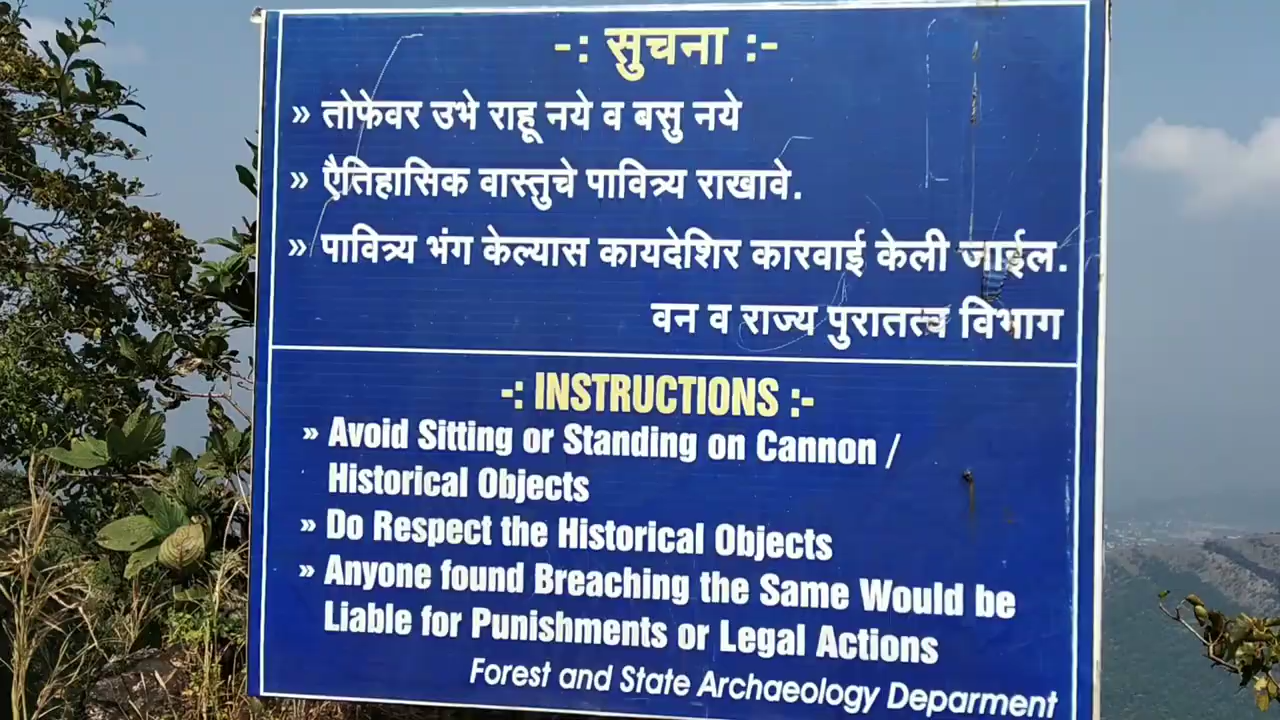 -: सुचना :-
» तोफेवर उभे राहू नये व बसु नये
» ऐतिहासिक वास्तुचे पावित्र्य राखावे.
» पावित्र्य भंग केल्यास कायदेशिर कारवाई केली जाईल.
वन व राज्य पुरातत्व विभाग
-: INSTRUCTIONS :-
» Avoid Sitting or Standing on Cannon /
Historical Objects
» Do Respect the Historical Objects
» Anyone found Breaching the Same Would be
Liable for Punishments or Legal Actions
Forest and State Archaeology Deparment